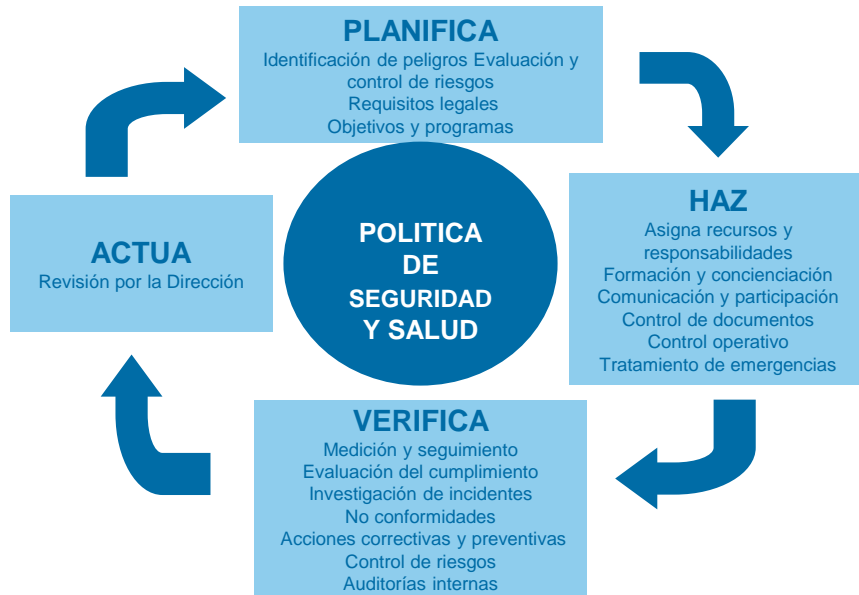 PLANIFICA
Identificación de peligros Evaluación y
control de riesgos
Requisitos legales
Objetivos y programas
HAZ
Asigna recursos y
responsabilidades
Formación y concienciación
Comunicación y participación
Control de documentos
Control operativo
Tratamiento de emergencias
VERIFICA
Medición y seguimiento
Evaluación del cumplimiento
Investigación de incidentes
No conformidades
Acciones correctivas y preventivas
Control de riesgos
Auditorías internas
ACTUA
Revisión por la Dirección
POLITICA
DE
SEGURIDAD
Y SALUD